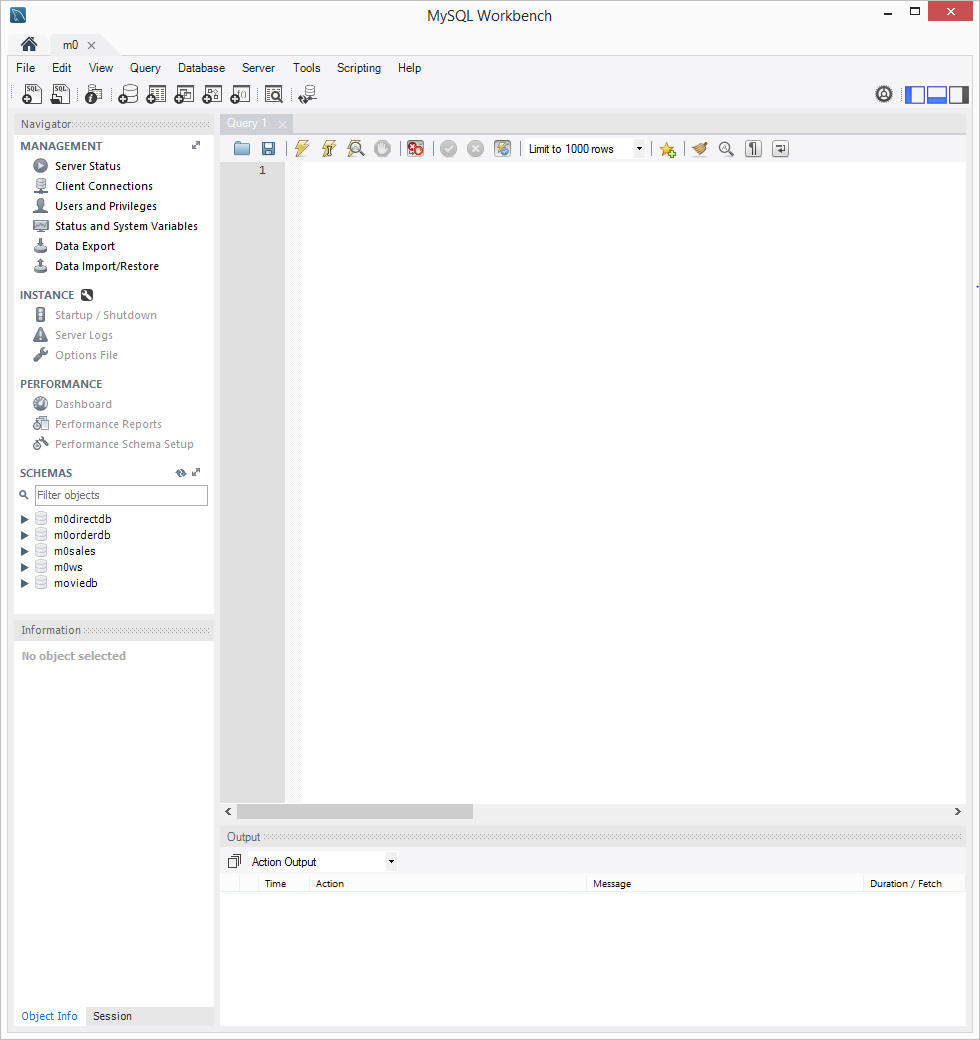 MySQL Workbench
m0
File Edit View Query Database Server Tools Scripting Help
Navigator
MANAGEMENT
Server Status
Client Connections
Users and Privileges
Status and System Variables
Data Export
Data Import/Restore
INSTANCE
Startup / Shutdown
Server Logs
Options File
PERFORMANCE
Dashboard
Performance Reports
Performance Schema Setup
SCHEMAS
Filter objects
m0directdb
m0orderdb
m0sales
m0ws
moviedb
Information
No object selected
Object Info Session
Query 1
Limit to 1000 rows
1
Output
Action Output
Time Action Message Duration / Fetch